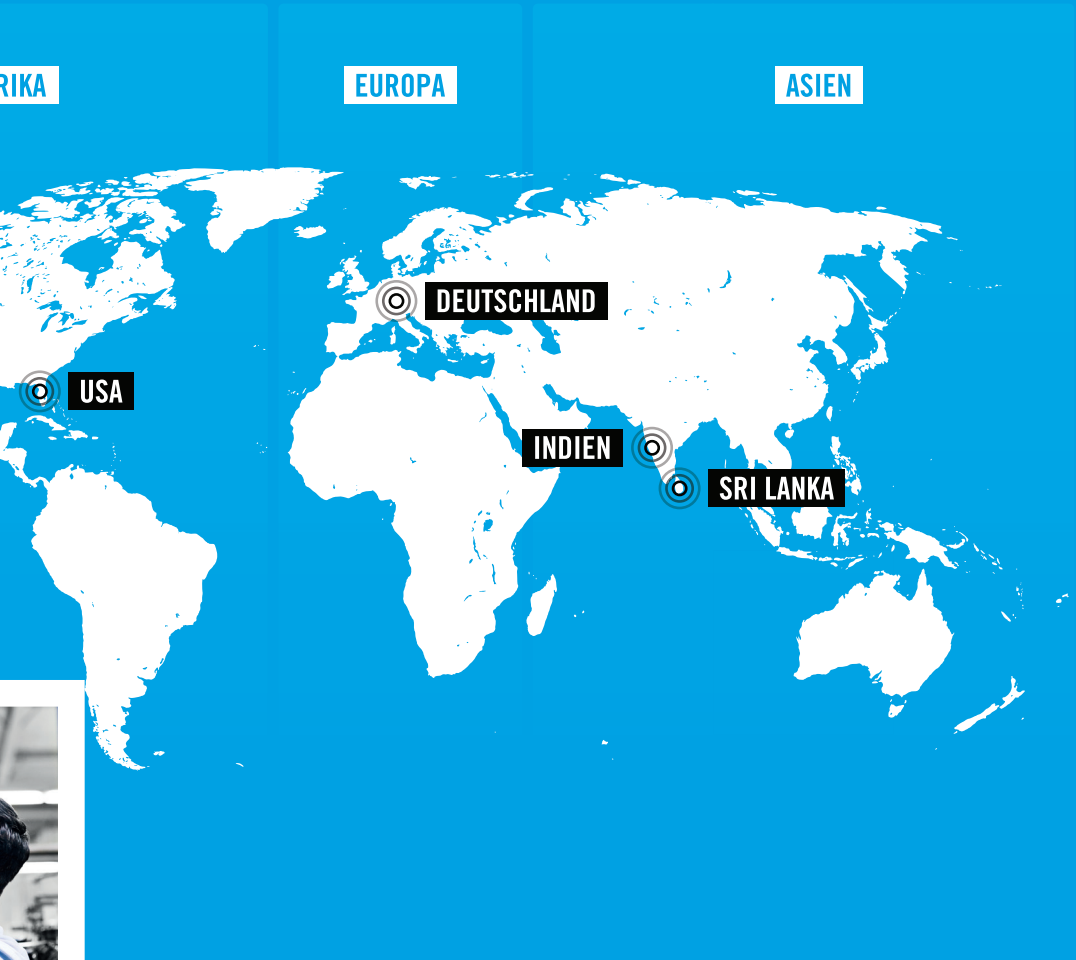 RIKA
EUROPA
ASIEN
DEUTSCHLAND
USA
INDIEN
SRI LANKA